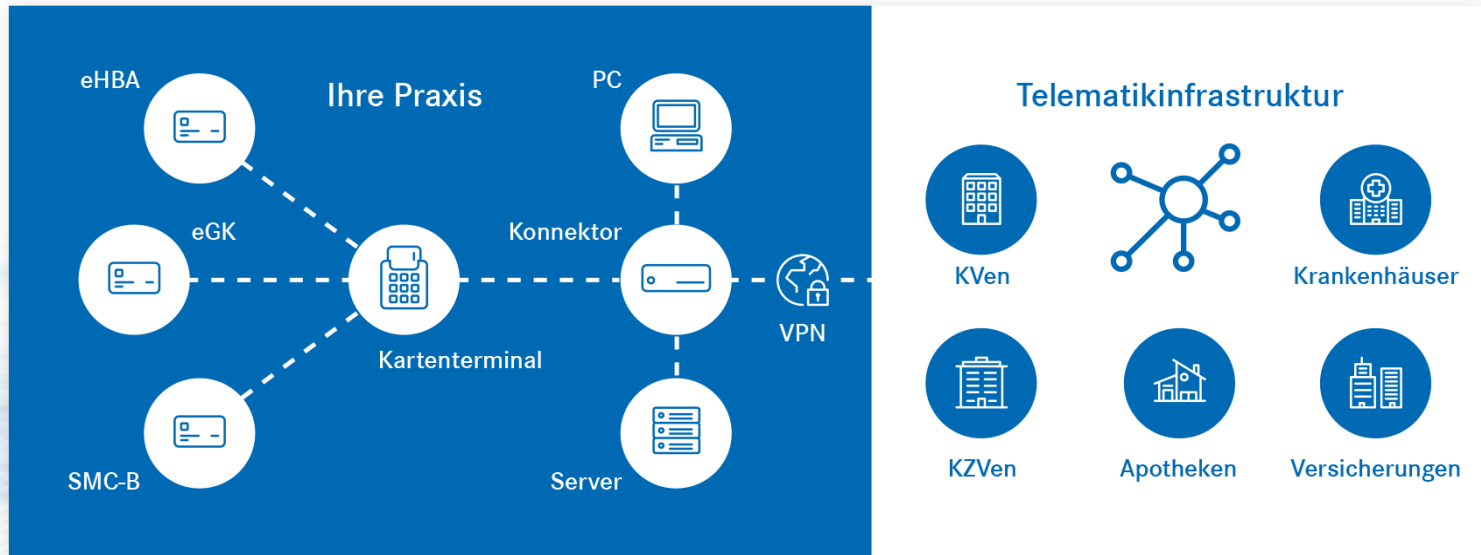 Ihre Praxis
eHBA
eGK
SMC-B
Kartenterminal
PC
Konnektor
Server
VPN
Telematikinfrastruktur
KVen
Krankenhäuser
KZVen
Apotheken
Versicherungen